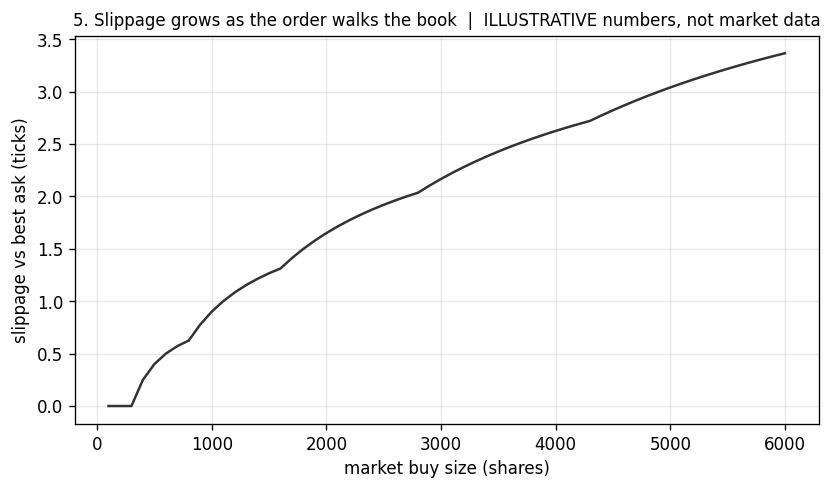 5. Slippage grows as the order walks the book | ILLUSTRATIVE numbers, not market data
slippage vs best ask (ticks)
3.5
3.0
2.5
2.0
1.5
1.0
0.5
0.0
0 1000 2000 3000 4000 5000 6000
market buy size (shares)